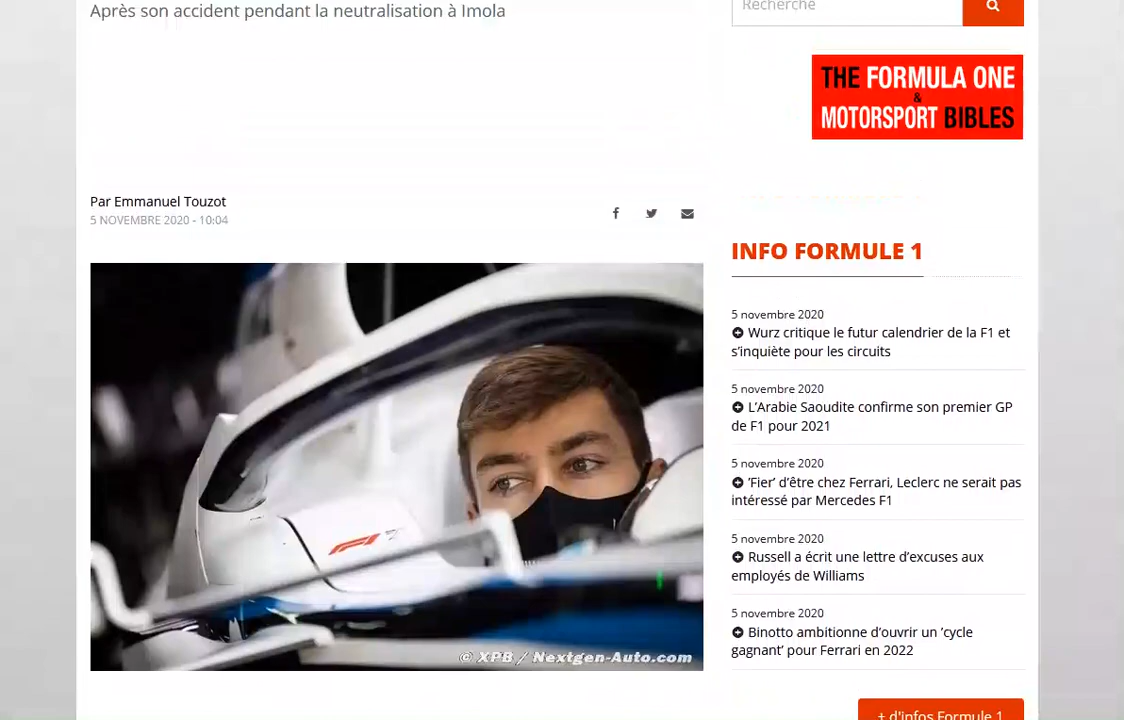 Après son accident pendant la neutralisation à Imola
Recherche
THE FORMULA ONE
&
MOTORSPORT BIBLES
Par Emmanuel Touzot
5 NOVEMBRE 2020 - 10:04
F1
© XPB / Nextgen-Auto.com
INFO FORMULE 1
5 novembre 2020
Wurz critique le futur calendrier de la F1 et
s’inquiète pour les circuits
5 novembre 2020
L’Arabie Saoudite confirme son premier GP
de F1 pour 2021
5 novembre 2020
’Fier’ d’être chez Ferrari, Leclerc ne serait pas
intéressé par Mercedes F1
5 novembre 2020
Russell a écrit une lettre d’excuses aux
employés de Williams
5 novembre 2020
Binotto ambitionne d’ouvrir un ’cycle
gagnant’ pour Ferrari en 2022
+ d'infos Formule 1